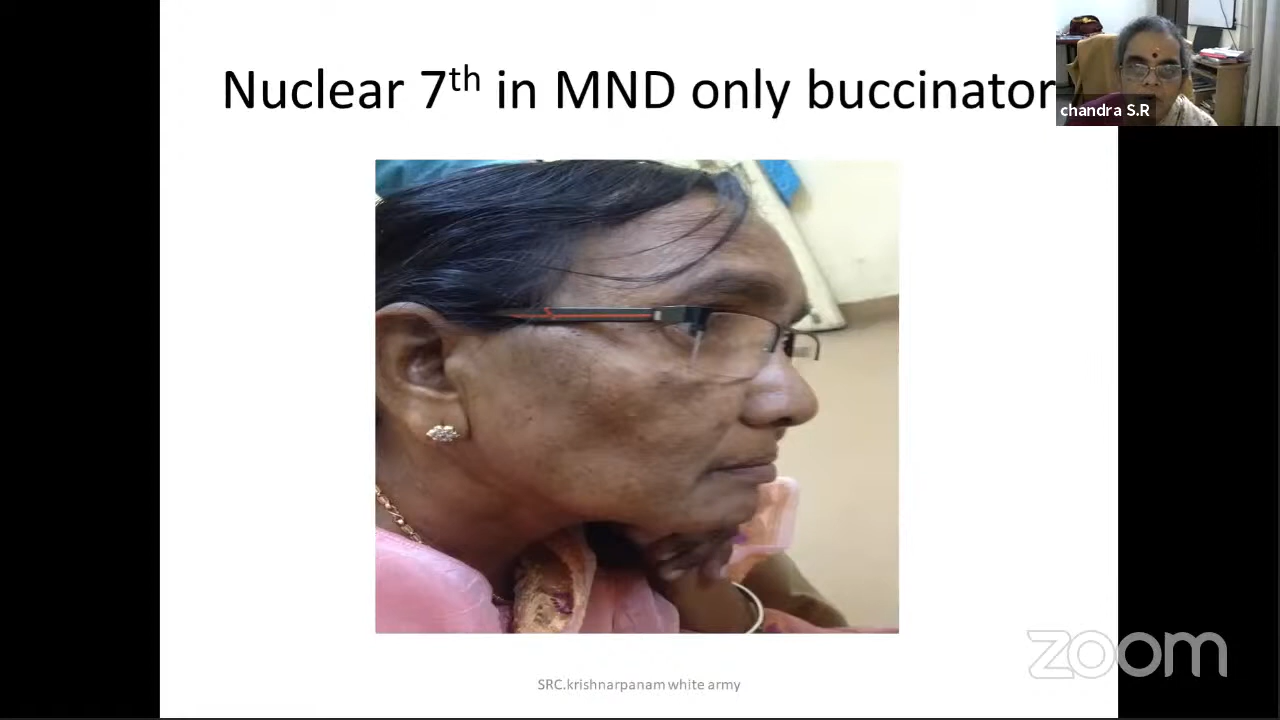 Nuclear 7th in MND only buccinator
chandra S.R
SRC.krishnarpanam white army
zoom